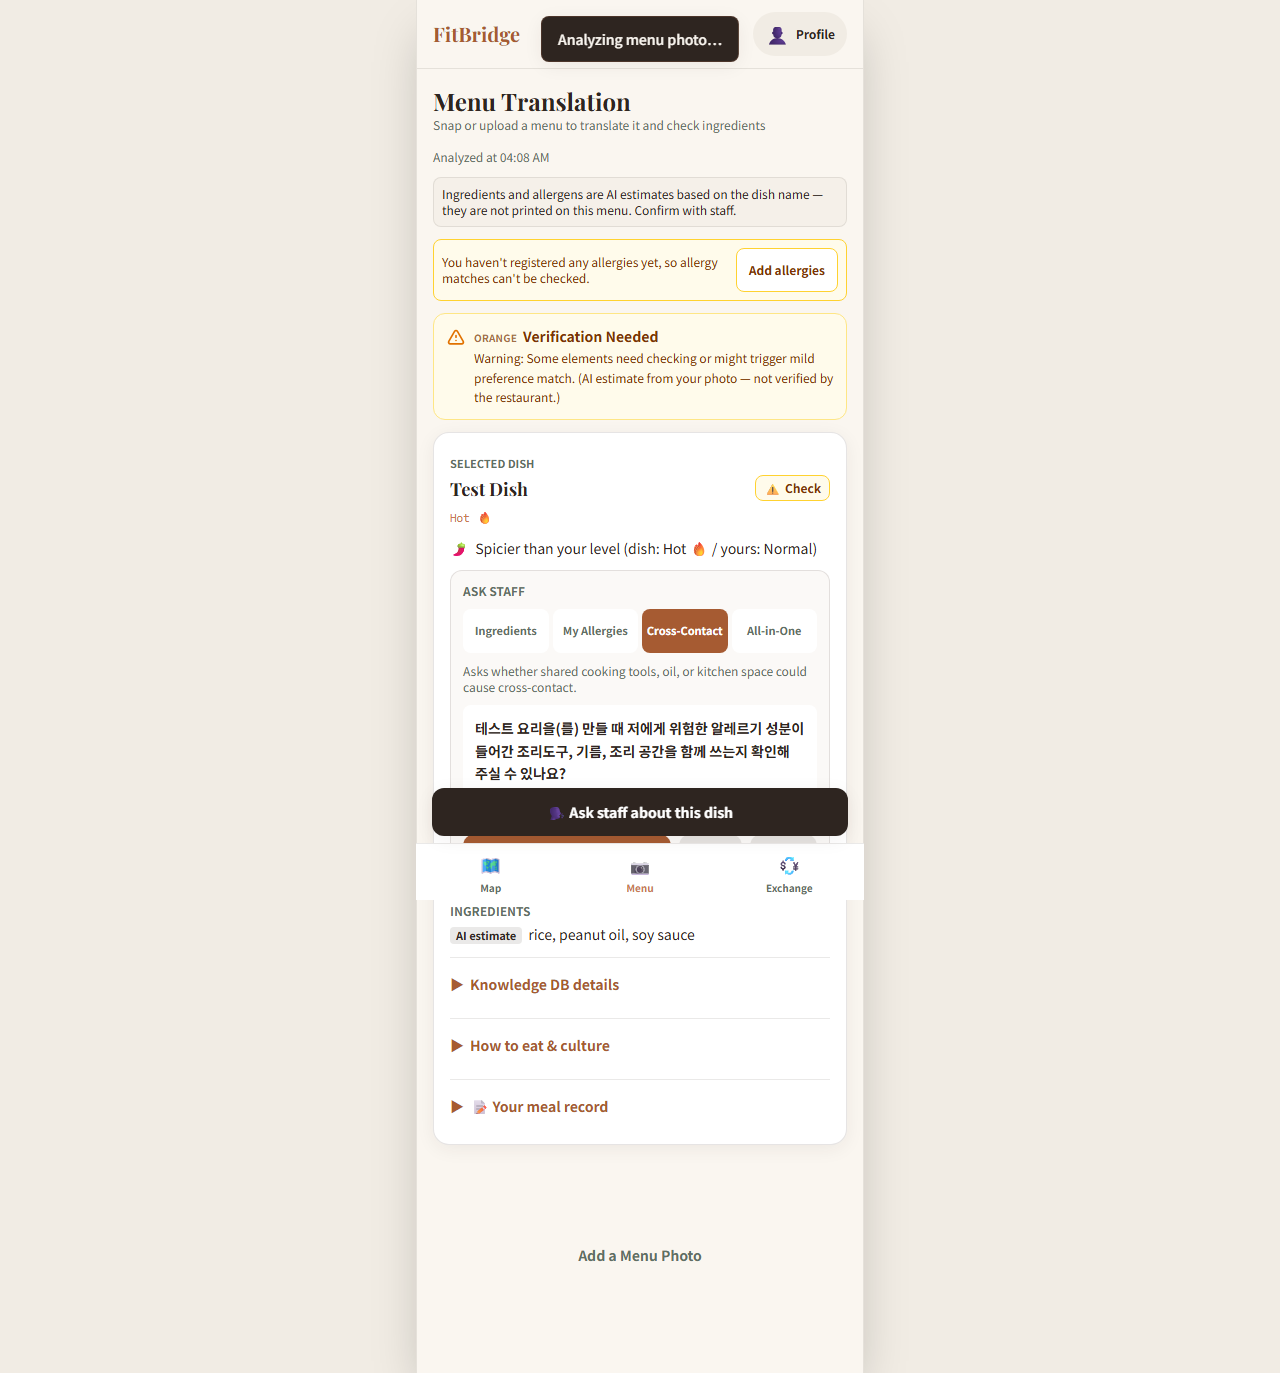 FitBridge
Analyzing menu photo...
Profile
Menu Translation
Snap or upload a menu to translate it and check ingredients
Analyzed at 04:08 AM
Ingredients and allergens are AI estimates based on the dish name —
they are not printed on this menu. Confirm with staff.
You haven't registered any allergies yet, so allergy
matches can't be checked.
Add allergies
ORANGE Verification Needed
Warning: Some elements need checking or might trigger mild
preference match. (AI estimate from your photo — not verified by
the restaurant.)
SELECTED DISH
Test Dish
Check
Hot
Spicier than your level (dish: Hot 🔥 / yours: Normal)
ASK STAFF
Ingredients
My Allergies
Cross-Contact
All-in-One
Asks whether shared cooking tools, oil, or kitchen space could
cause cross-contact.
테스트 요리을(를) 만들 때 저에게 위험한 알레르기 성분이
들어간 조리도구, 기름, 조리 공간을 함께 쓰는지 확인해
주실 수 있나요?
Ask staff about this dish
Map
Menu
Exchange
INGREDIENTS
AI estimate rice, peanut oil, soy sauce
Knowledge DB details
How to eat & culture
Your meal record
Add a Menu Photo